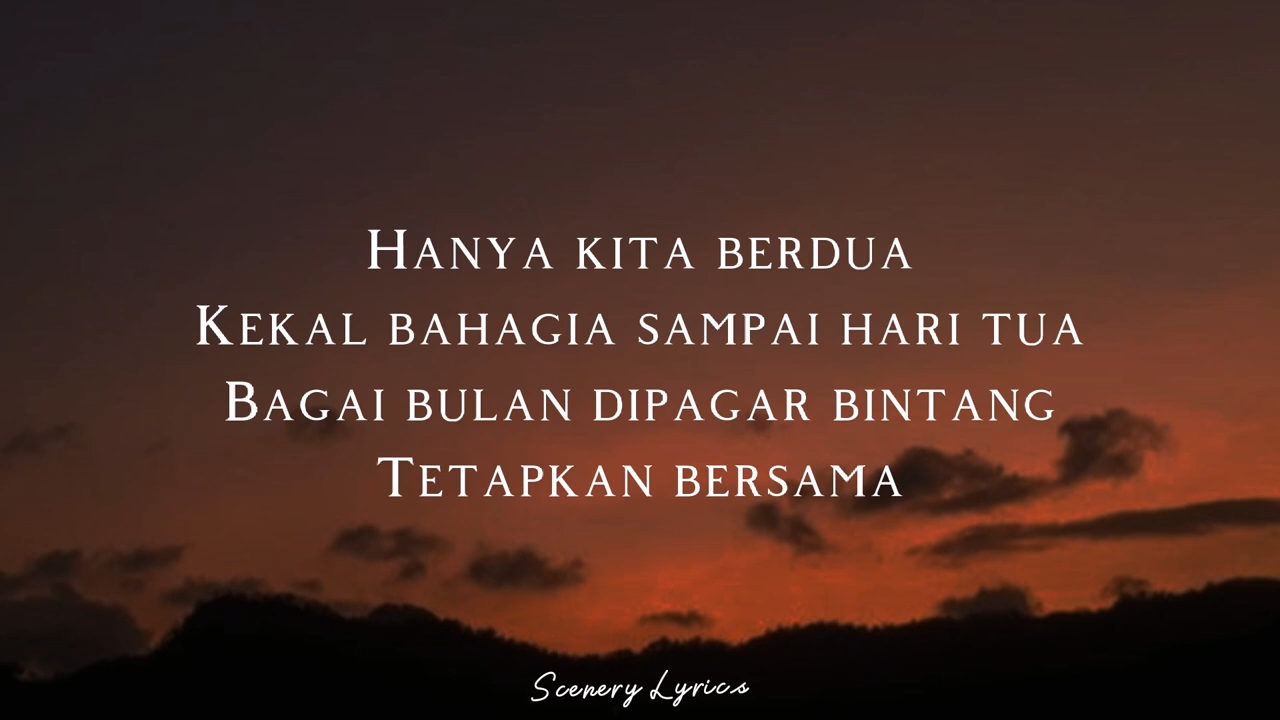 Hanya kita berdua
Kekal bahagia sampai hari tua
Bagai bulan dipagar bintang
Tetapkan bersama
Scenery Lyrics